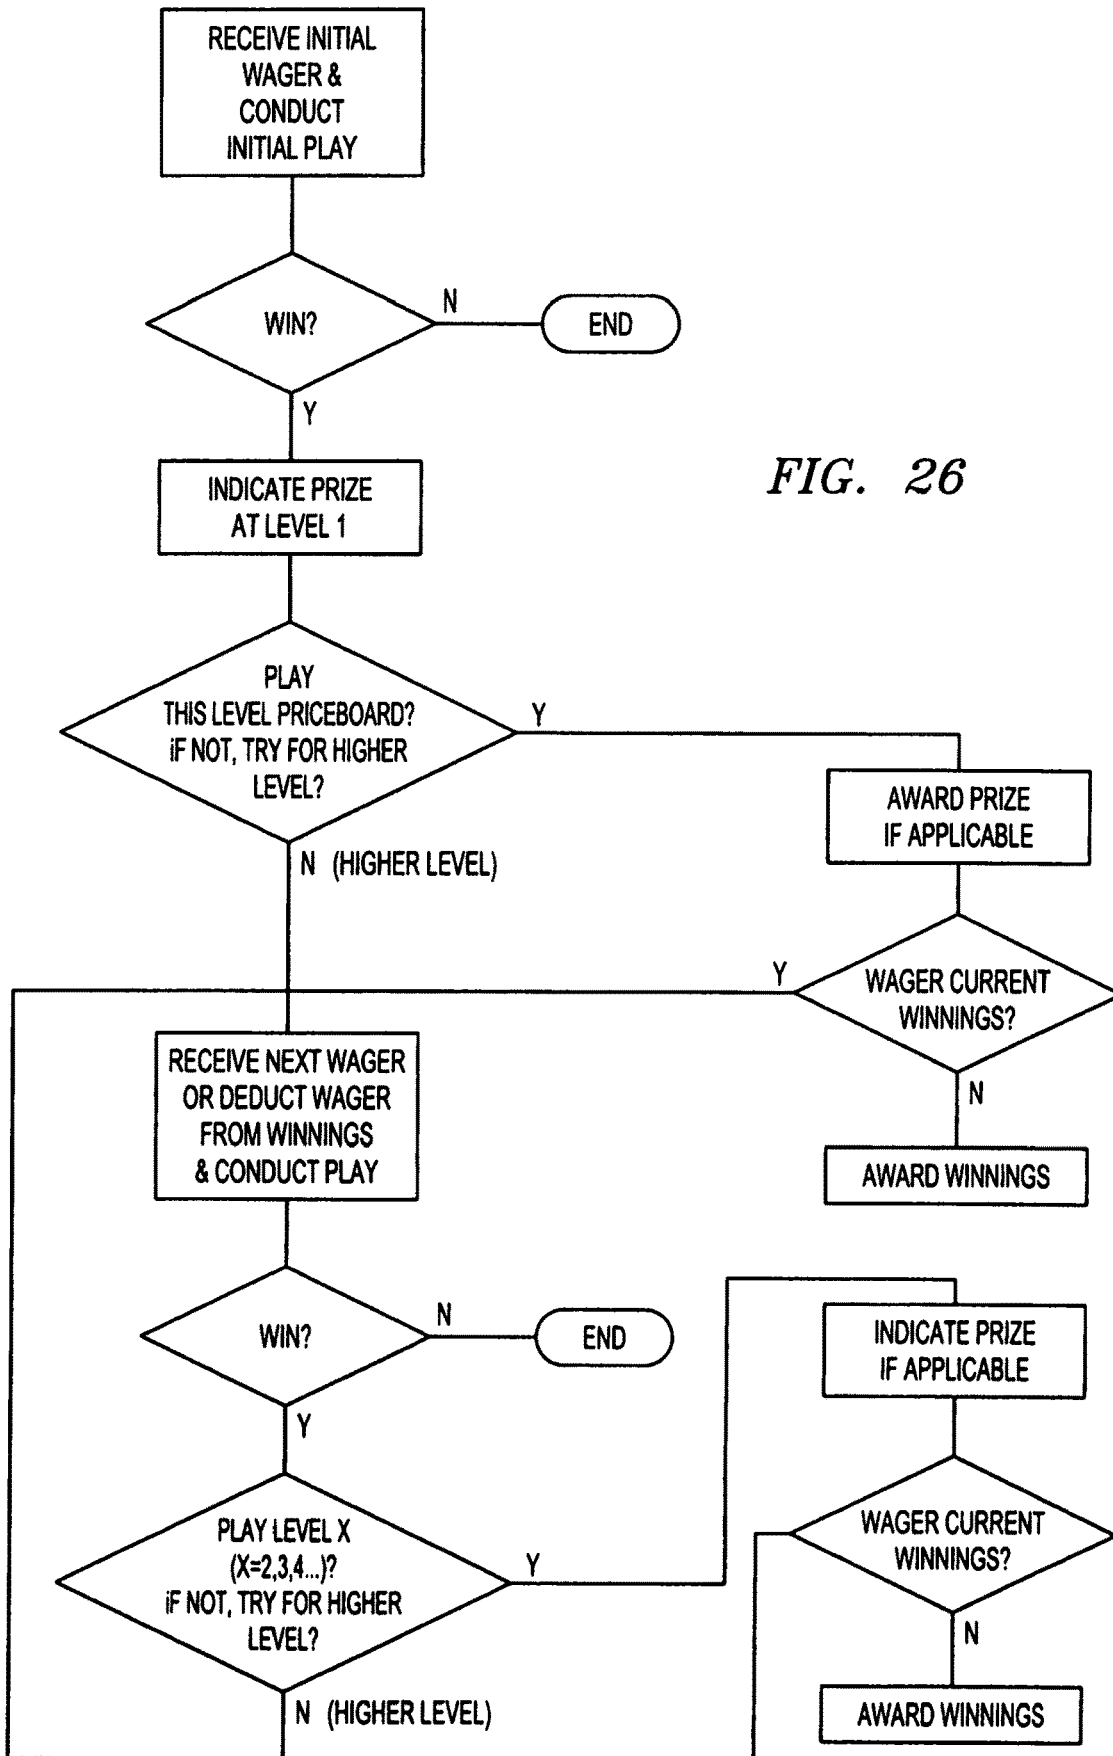 RECEIVE INITIAL
WAGER &
CONDUCT
INITIAL PLAY
WIN?
N
END
Y
INDICATE PRIZE
AT LEVEL 1
FIG. 26
PLAY
THIS LEVEL PRICEBOARD?
iF NOT, TRY FOR HIGHER
LEVEL?
Y
N (HIGHER LEVEL)
AWARD PRIZE
IF APPLICABLE
WAGER CURRENT
WINNINGS?
Y
N
AWARD WINNINGS
RECEIVE NEXT WAGER
OR DEDUCT WAGER
FROM WINNINGS
& CONDUCT PLAY
WIN?
N
END
Y
PLAY LEVEL X
(X=2,3,4...)?
iF NOT, TRY FOR HIGHER
LEVEL?
Y
N (HIGHER LEVEL)
INDICATE PRIZE
IF APPLICABLE
WAGER CURRENT
WINNINGS?
N
AWARD WINNINGS